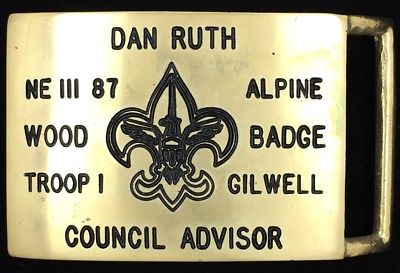 DAN RUTH
NE III 87 ALPINE
WOOD BADGE
TROOP I GILWELL
COUNCIL ADVISOR